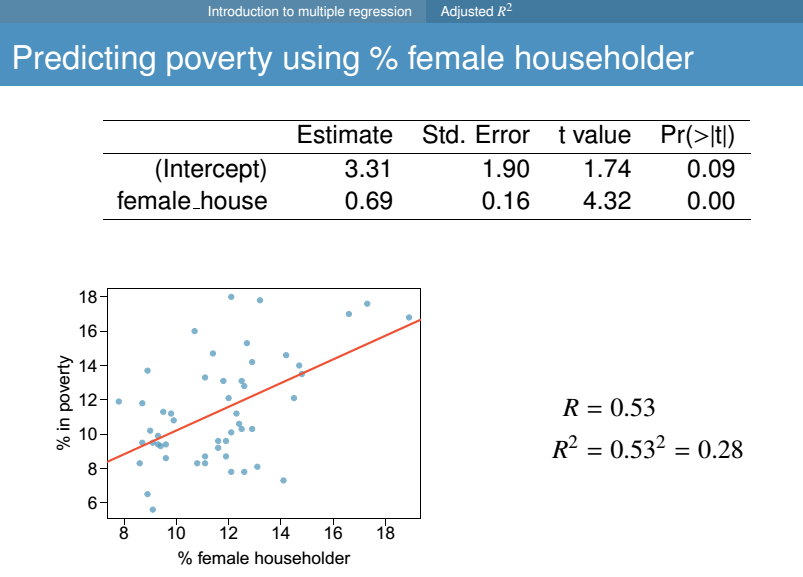 Introduction to multiple regression Adjusted R²
Predicting poverty using % female householder
Estimate Std. Error t value Pr(>|t|)
(Intercept) 3.31 1.90 1.74 0.09
female_house 0.69 0.16 4.32 0.00
18
16
14
12
10
8
6
% in poverty
8 10 12 14 16 18
% female householder
R = 0.53
R² = 0.53² = 0.28